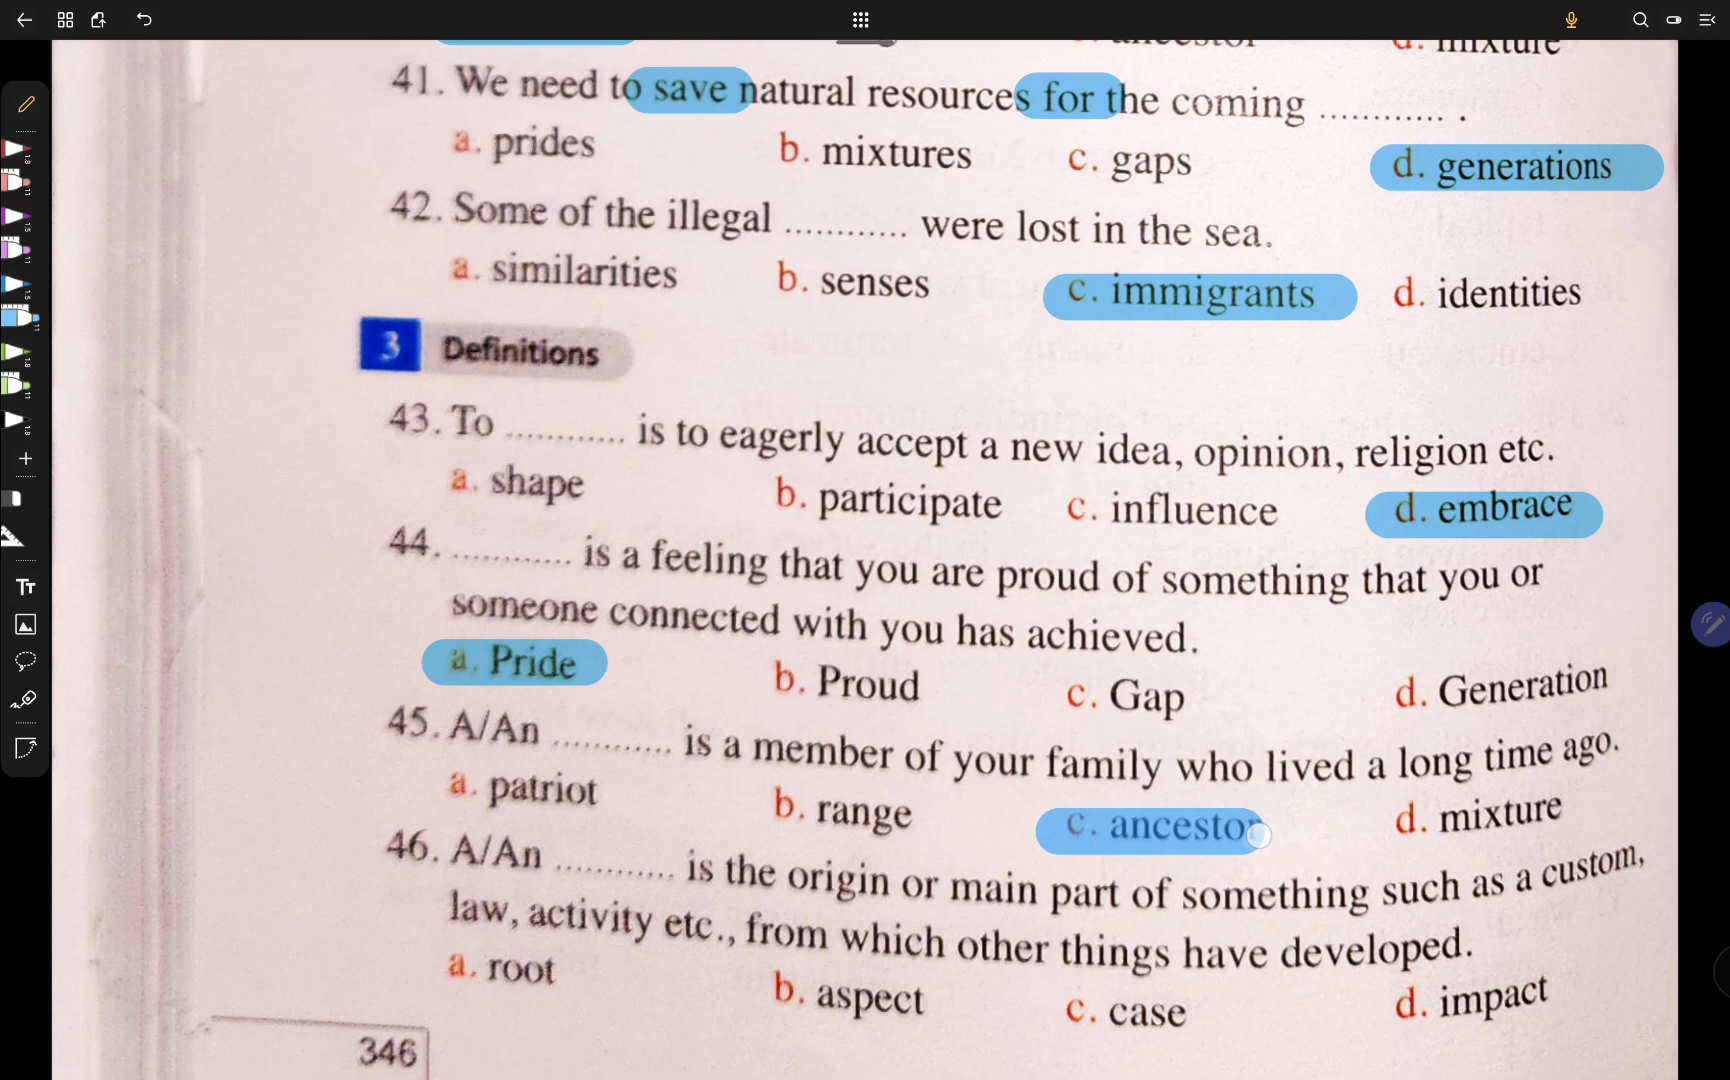 41. We need to save natural resources for the coming ............ .
a. prides b. mixtures c. gaps d. generations
42. Some of the illegal ............ were lost in the sea.
a. similarities b. senses c. immigrants d. identities
3 Definitions
43. To ............ is to eagerly accept a new idea, opinion, religion etc.
a. shape b. participate c. influence d. embrace
44. ............ is a feeling that you are proud of something that you or
someone connected with you has achieved.
a. Pride b. Proud c. Gap d. Generation
45. A/An ............ is a member of your family who lived a long time ago.
a. patriot b. range c. ancestor d. mixture
46. A/An ............ is the origin or main part of something such as a custom,
law, activity etc., from which other things have developed.
a. root b. aspect c. case d. impact
346